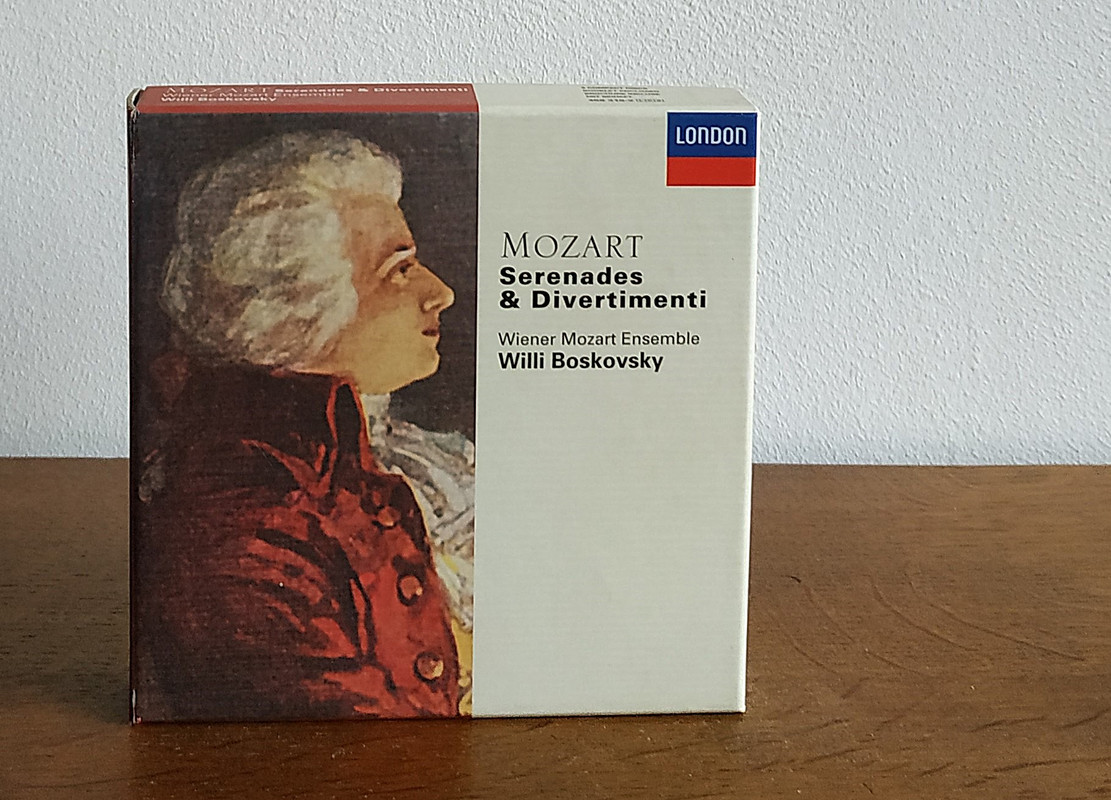 MOZART Serenades & Divertimenti
Wiener Mozart Ensemble
Willi Boskovsky
LONDON
MOZART
Serenades
& Divertimenti
Wiener Mozart Ensemble
Willi Boskovsky